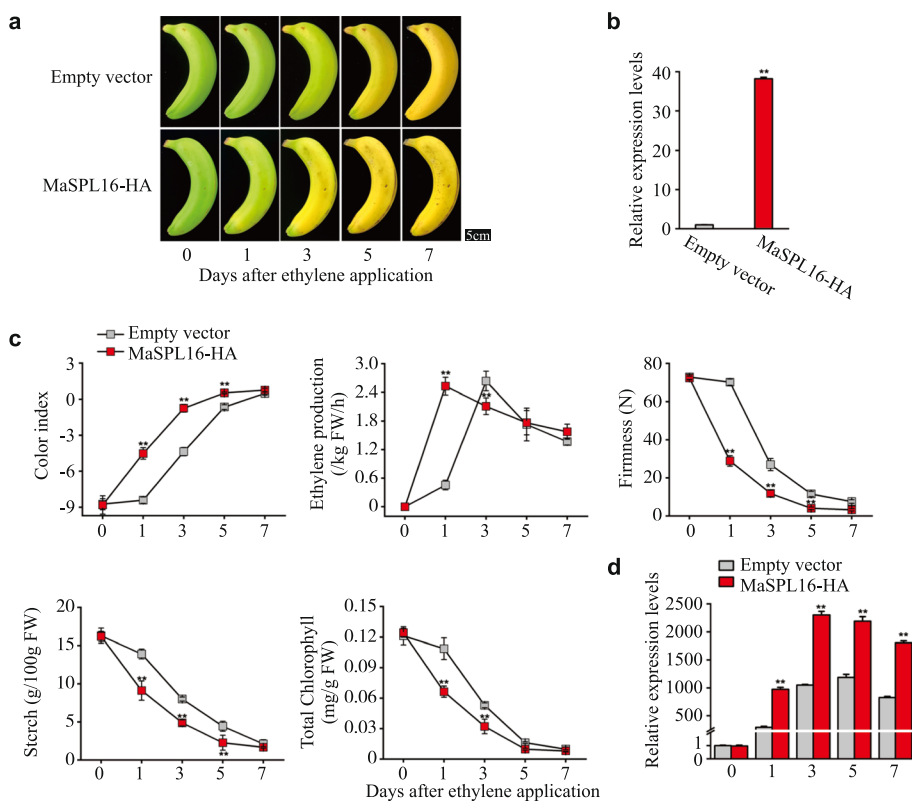 a
Empty vector
MaSPL16-HA
5cm
0 1 3 5 7
Days after ethylene application
b
Relative expression levels
40
30
20
10
0
**
Empty vector
MaSPL16-HA
c
Empty vector
MaSPL16-HA
Color index
3
0
-3
-6
-9
** ** **
0 1 3 5 7
Ethylene production
(/kg FW/h)
3.0
2.4
1.8
1.2
0.6
0
** **
0 1 3 5 7
Firmness (N)
80
60
40
20
0
** ** **
0 1 3 5 7
Sterch (g/100g FW)
20
15
10
5
0
** ** **
0 1 3 5 7
Total Chlorophyll
(mg/g FW)
0.15
0.12
0.09
0.06
0.03
0
** **
0 1 3 5 7
Days after ethylene application
d
Empty vector
MaSPL16-HA
Relative expression levels
2500
2000
1500
1000
500
1
0
** ** ** **
0 1 3 5 7